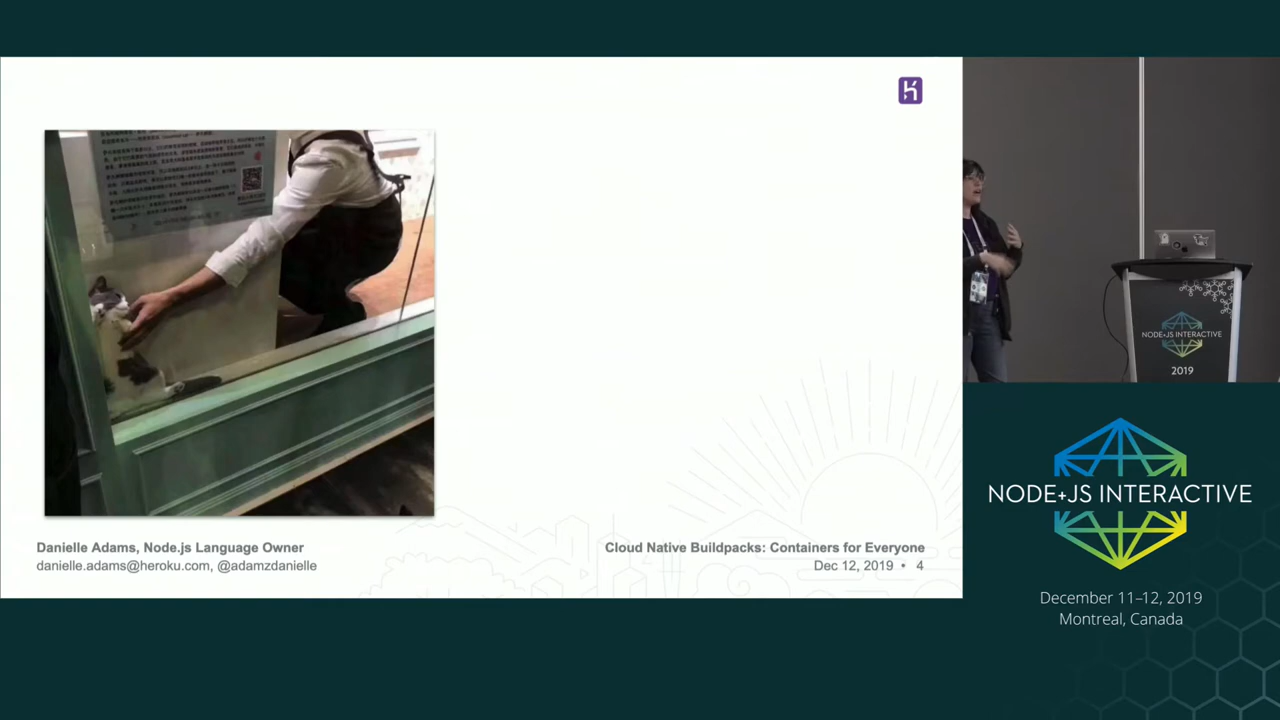 Danielle Adams, Node.js Language Owner
danielle.adams@heroku.com, @adamzdanielle
Cloud Native Buildpacks: Containers for Everyone
Dec 12, 2019 • 4
NODE+JS INTERACTIVE
2019
NODE+JS INTERACTIVE
December 11–12, 2019
Montreal, Canada